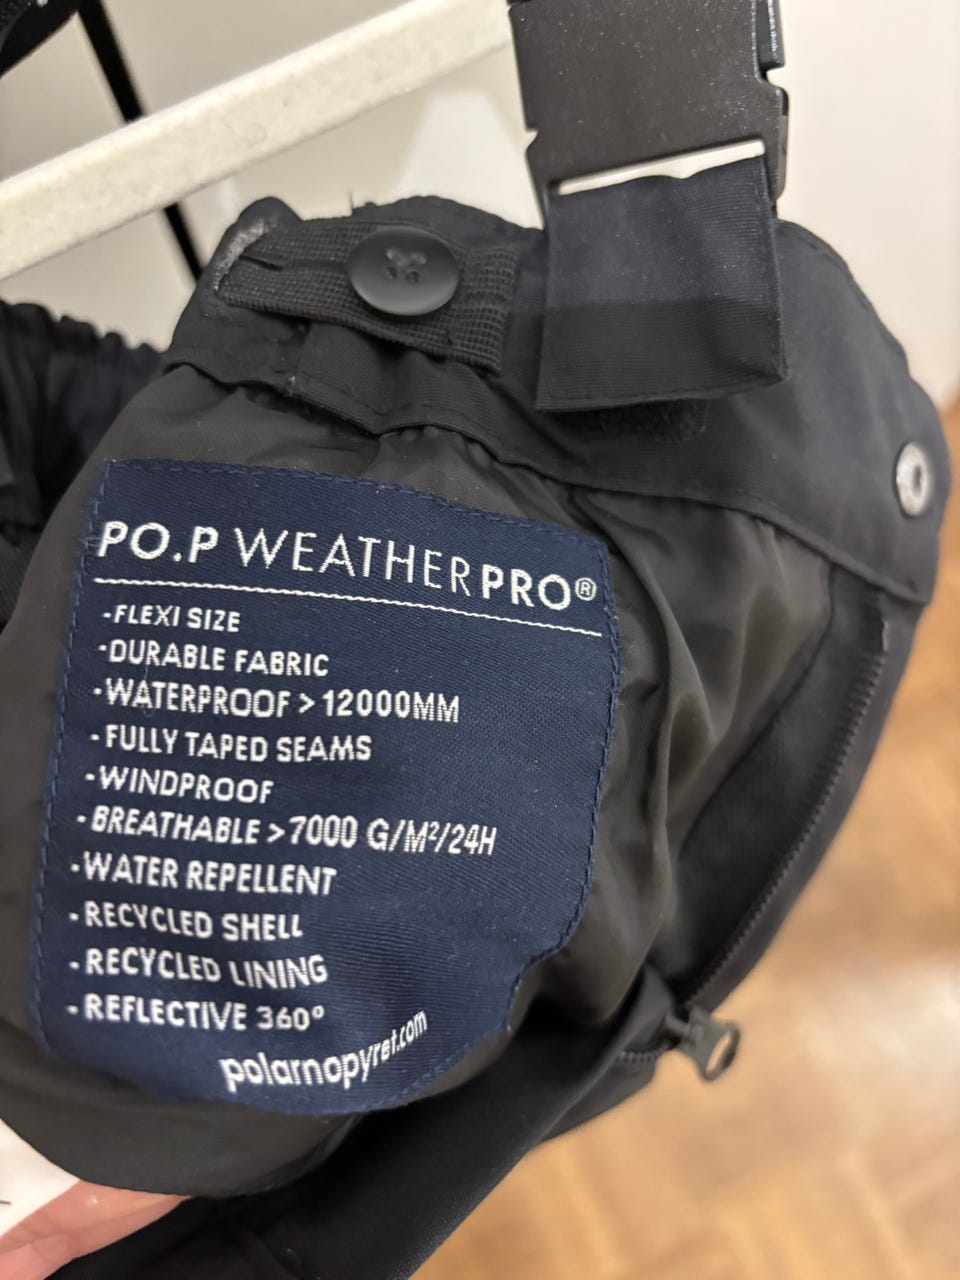 PO.P WEATHERPRO®
-FLEXI SIZE
-DURABLE FABRIC
-WATERPROOF > 12000MM
-FULLY TAPED SEAMS
-WINDPROOF
-BREATHABLE >7000 G/M²/24H
-WATER REPELLENT
-RECYCLED SHELL
-RECYCLED LINING
-REFLECTIVE 360°
polarnopyret.com